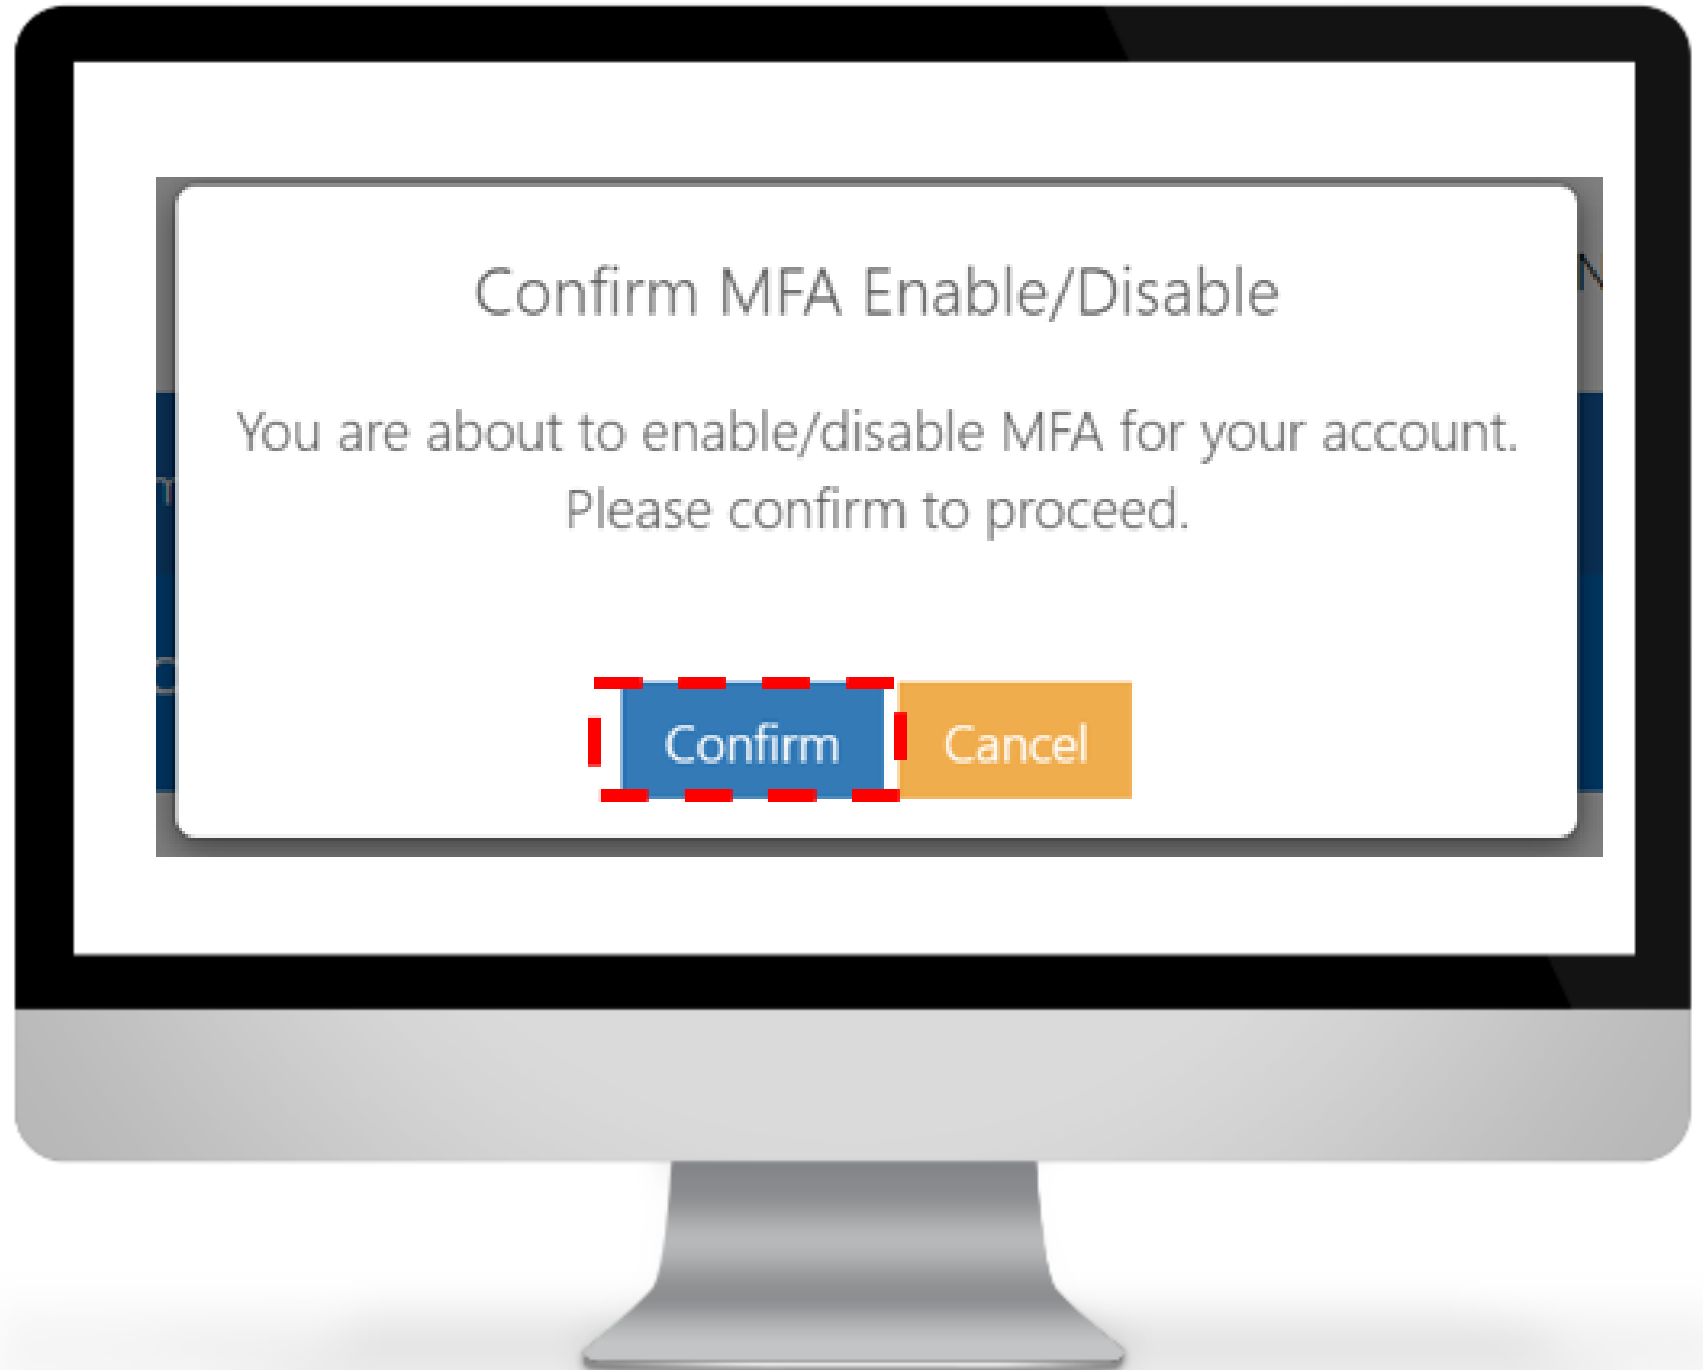 Confirm MFA Enable/Disable
You are about to enable/disable MFA for your account.
Please confirm to proceed.
Confirm
Cancel